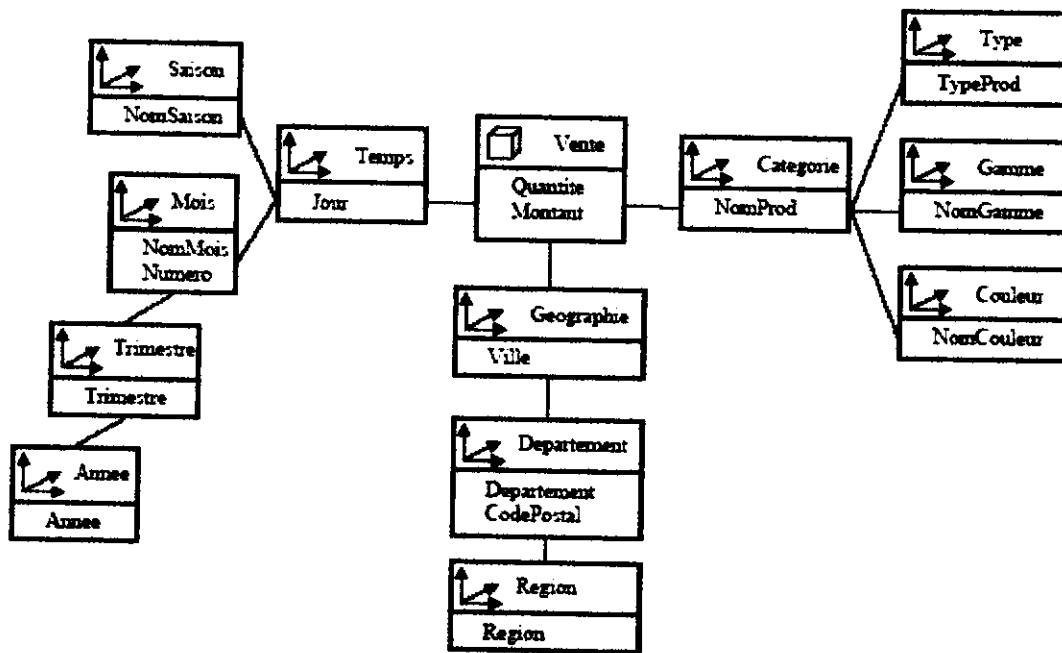 Saison
NomSaison
Mois
NomMois
Numero
Trimestre
Trimestre
Annee
Annee
Temps
Jour
Vente
Quantite
Montant
Geographie
Ville
Departement
Departement
CodePostal
Region
Region
Categorie
NomProd
Type
TypeProd
Gamme
NomGamme
Couleur
NomCouleur